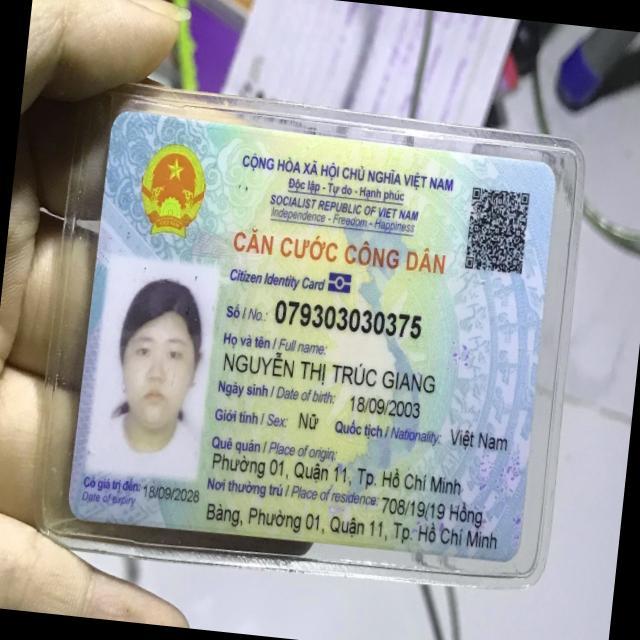 CỘNG HÒA XÃ HỘI CHỦ NGHĨA VIỆT NAM
Độc lập - Tự do - Hạnh phúc
SOCIALIST REPUBLIC OF VIET NAM
Independence - Freedom - Happiness
CĂN CƯỚC CÔNG DÂN
Citizen Identity Card
Số / No.: 079303030375
Họ và tên / Full name:
NGUYỄN THỊ TRÚC GIANG
Ngày sinh / Date of birth: 18/09/2003
Giới tính / Sex: Nữ Quốc tịch / Nationality: Việt Nam
Quê quán / Place of origin:
Phường 01, Quận 11, Tp. Hồ Chí Minh
Nơi thường trú / Place of residence: 708/19/19 Hồng
Bàng, Phường 01, Quận 11, Tp. Hồ Chí Minh
Có giá trị đến: 18/09/2028
Date of expiry